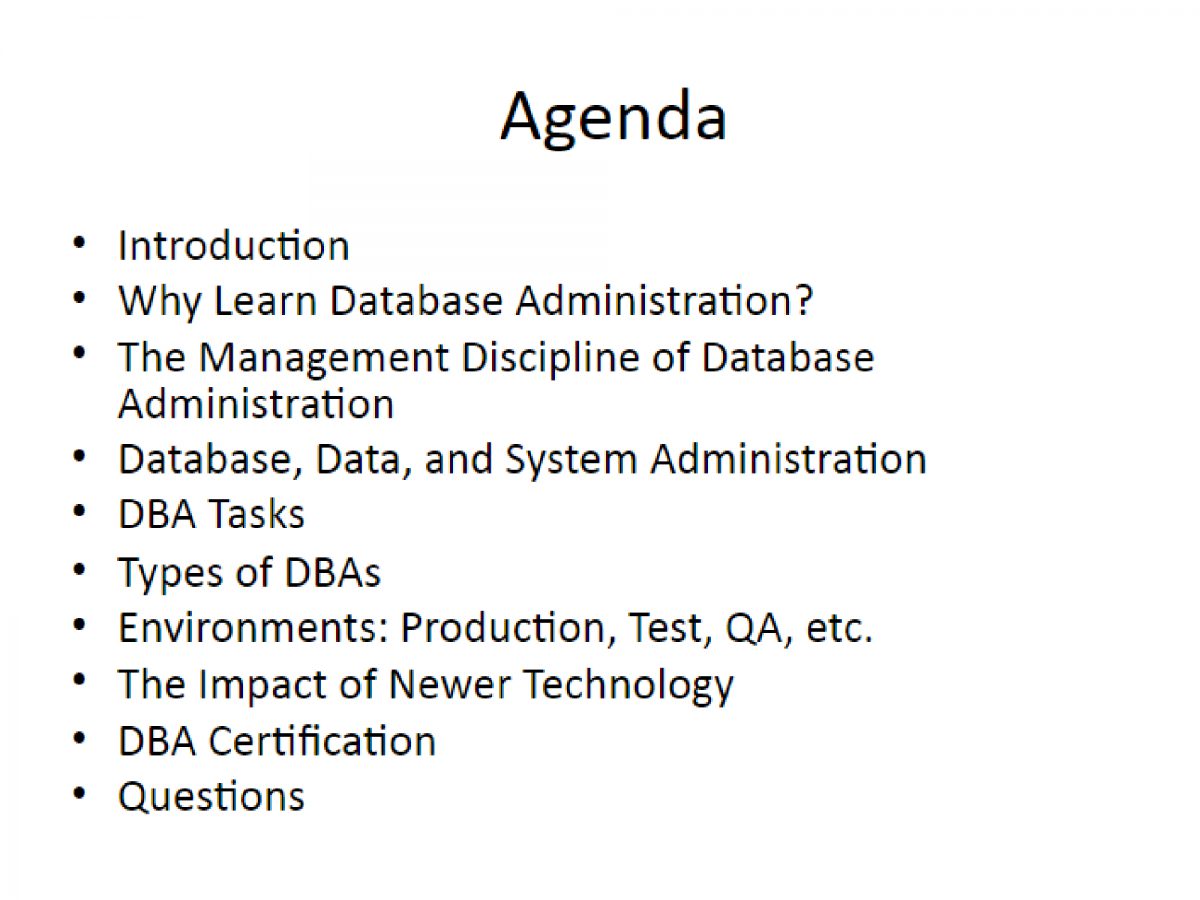 Agenda
• Introduction
• Why Learn Database Administration?
• The Management Discipline of Database
Administration
• Database, Data, and System Administration
• DBA Tasks
• Types of DBAs
• Environments: Production, Test, QA, etc.
• The Impact of Newer Technology
• DBA Certification
• Questions